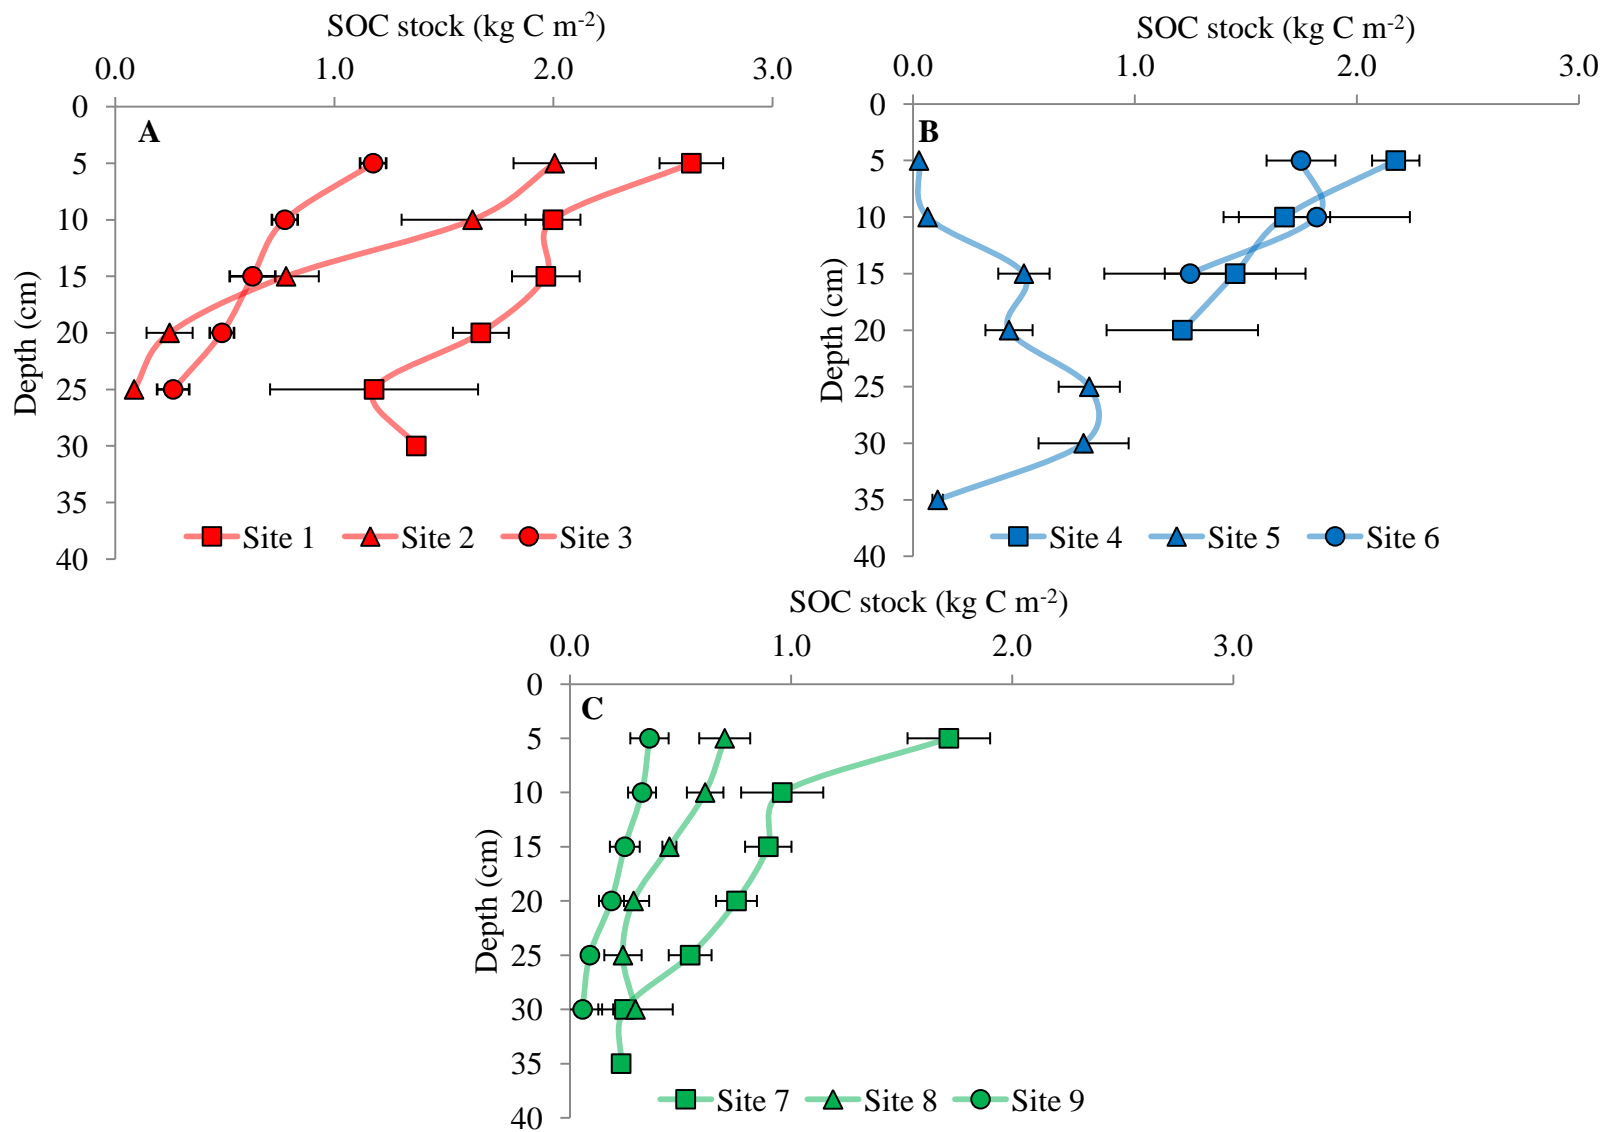 SOC stock (kg C m-2)
0.0 1.0 2.0 3.0
A
0
5
10
15
20
25
30
35
40
Depth (cm)
Site 1 Site 2 Site 3
SOC stock (kg C m-2)
0.0 1.0 2.0 3.0
B
0
5
10
15
20
25
30
35
40
Depth (cm)
Site 4 Site 5 Site 6
SOC stock (kg C m-2)
0.0 1.0 2.0 3.0
C
0
5
10
15
20
25
30
35
40
Depth (cm)
Site 7 Site 8 Site 9